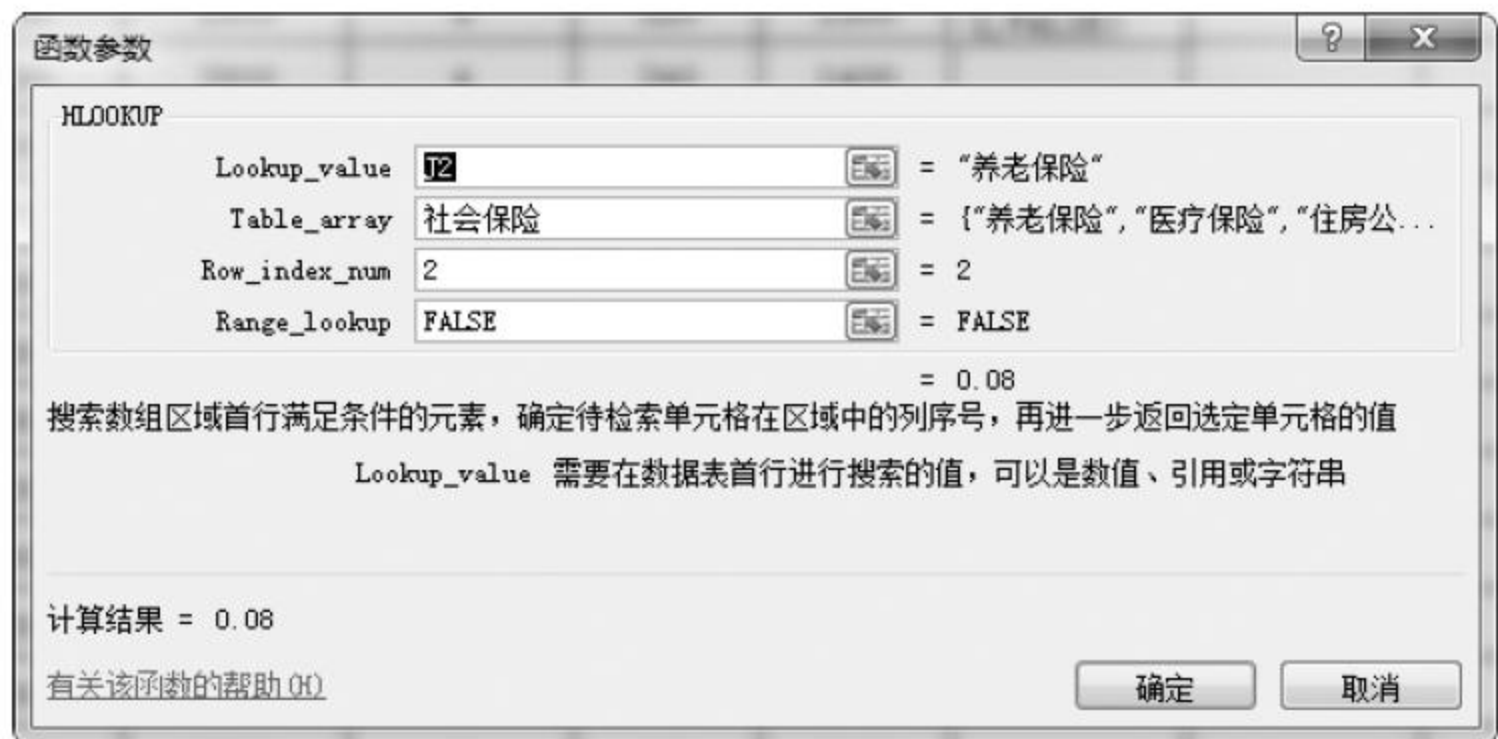 函数参数
HLOOKUP
Lookup_value J2 = "养老保险"
Table_array 社会保险 = {"养老保险","医疗保险","住房公...
Row_index_num 2 = 2
Range_lookup FALSE = FALSE
= 0.08
搜索数组区域首行满足条件的元素，确定待检索单元格在区域中的列序号，再进一步返回选定单元格的值
Lookup_value 需要在数据表首行进行搜索的值，可以是数值、引用或字符串
计算结果 = 0.08
有关该函数的帮助(H)
确定 取消